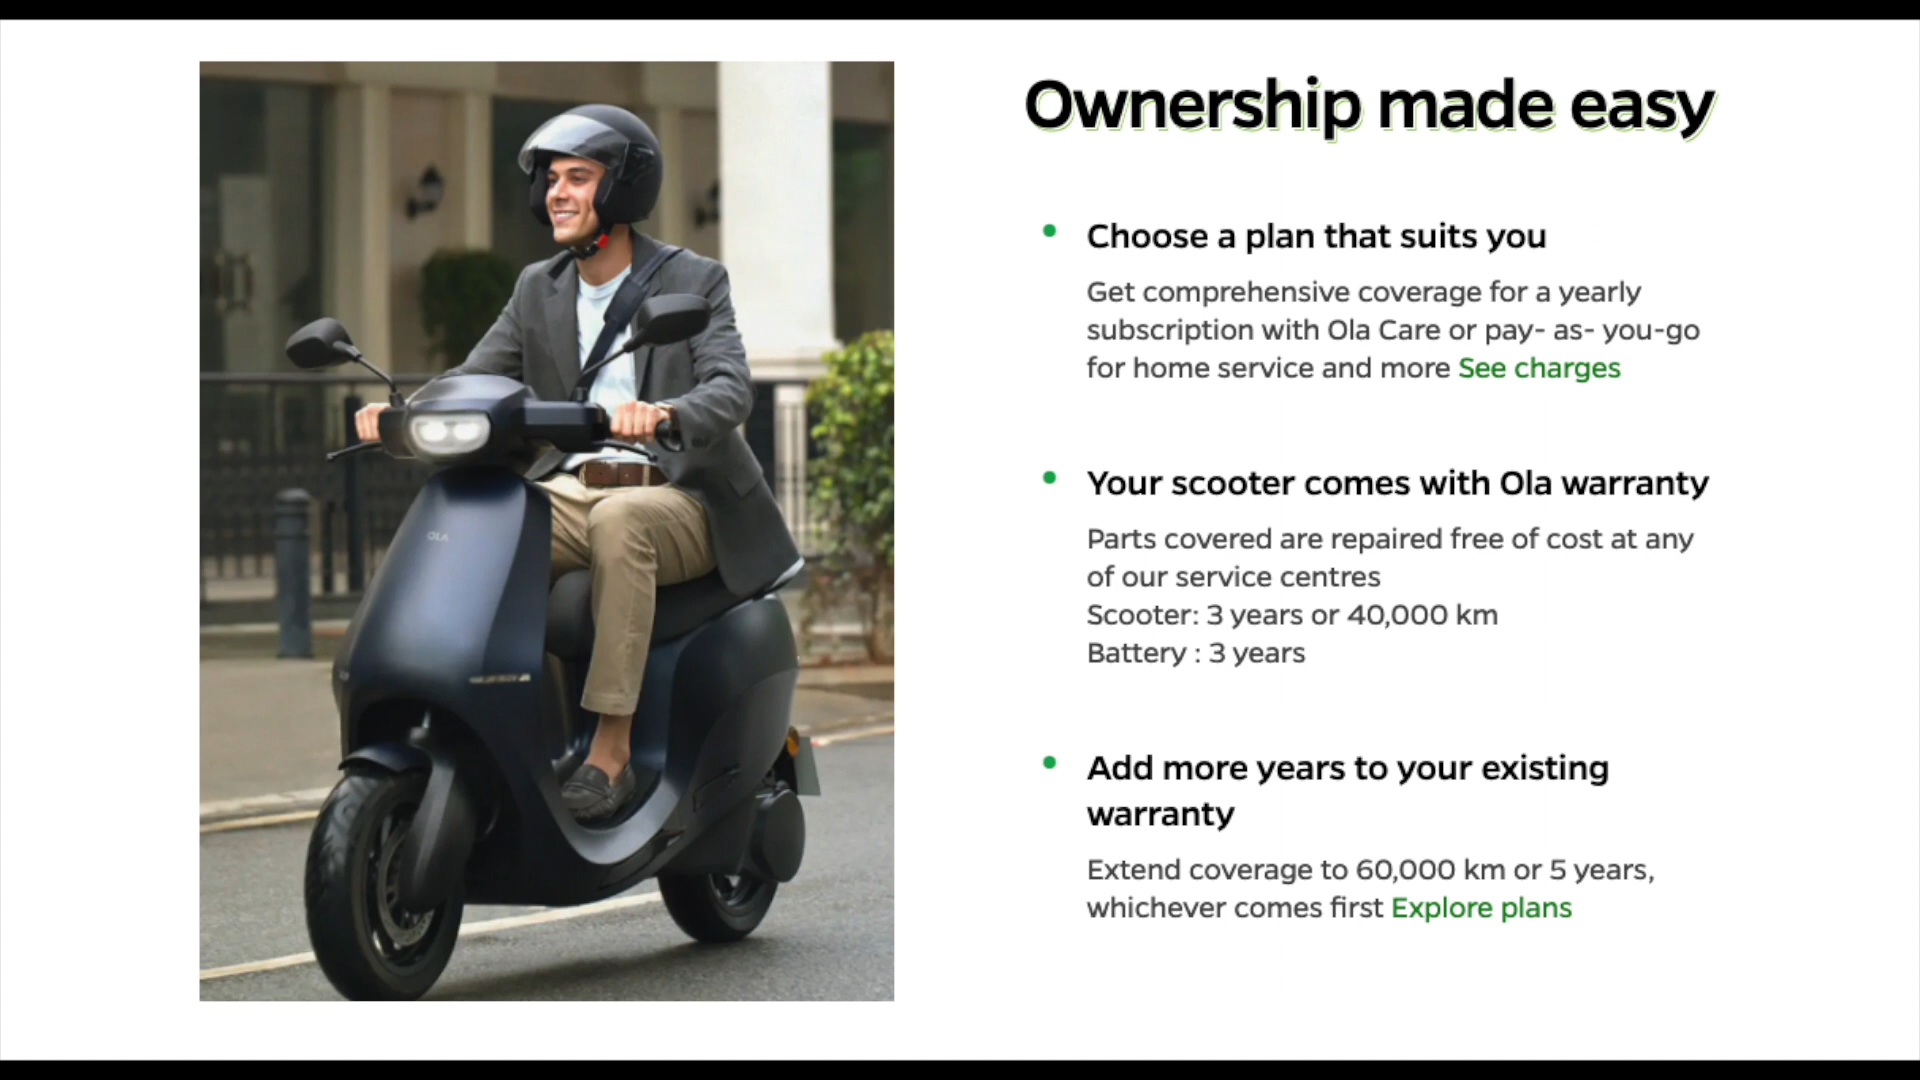 Ownership made easy
Choose a plan that suits you
Get comprehensive coverage for a yearly
subscription with Ola Care or pay- as- you-go
for home service and more See charges
Your scooter comes with Ola warranty
Parts covered are repaired free of cost at any
of our service centres
Scooter: 3 years or 40,000 km
Battery : 3 years
Add more years to your existing
warranty
Extend coverage to 60,000 km or 5 years,
whichever comes first Explore plans
OLA